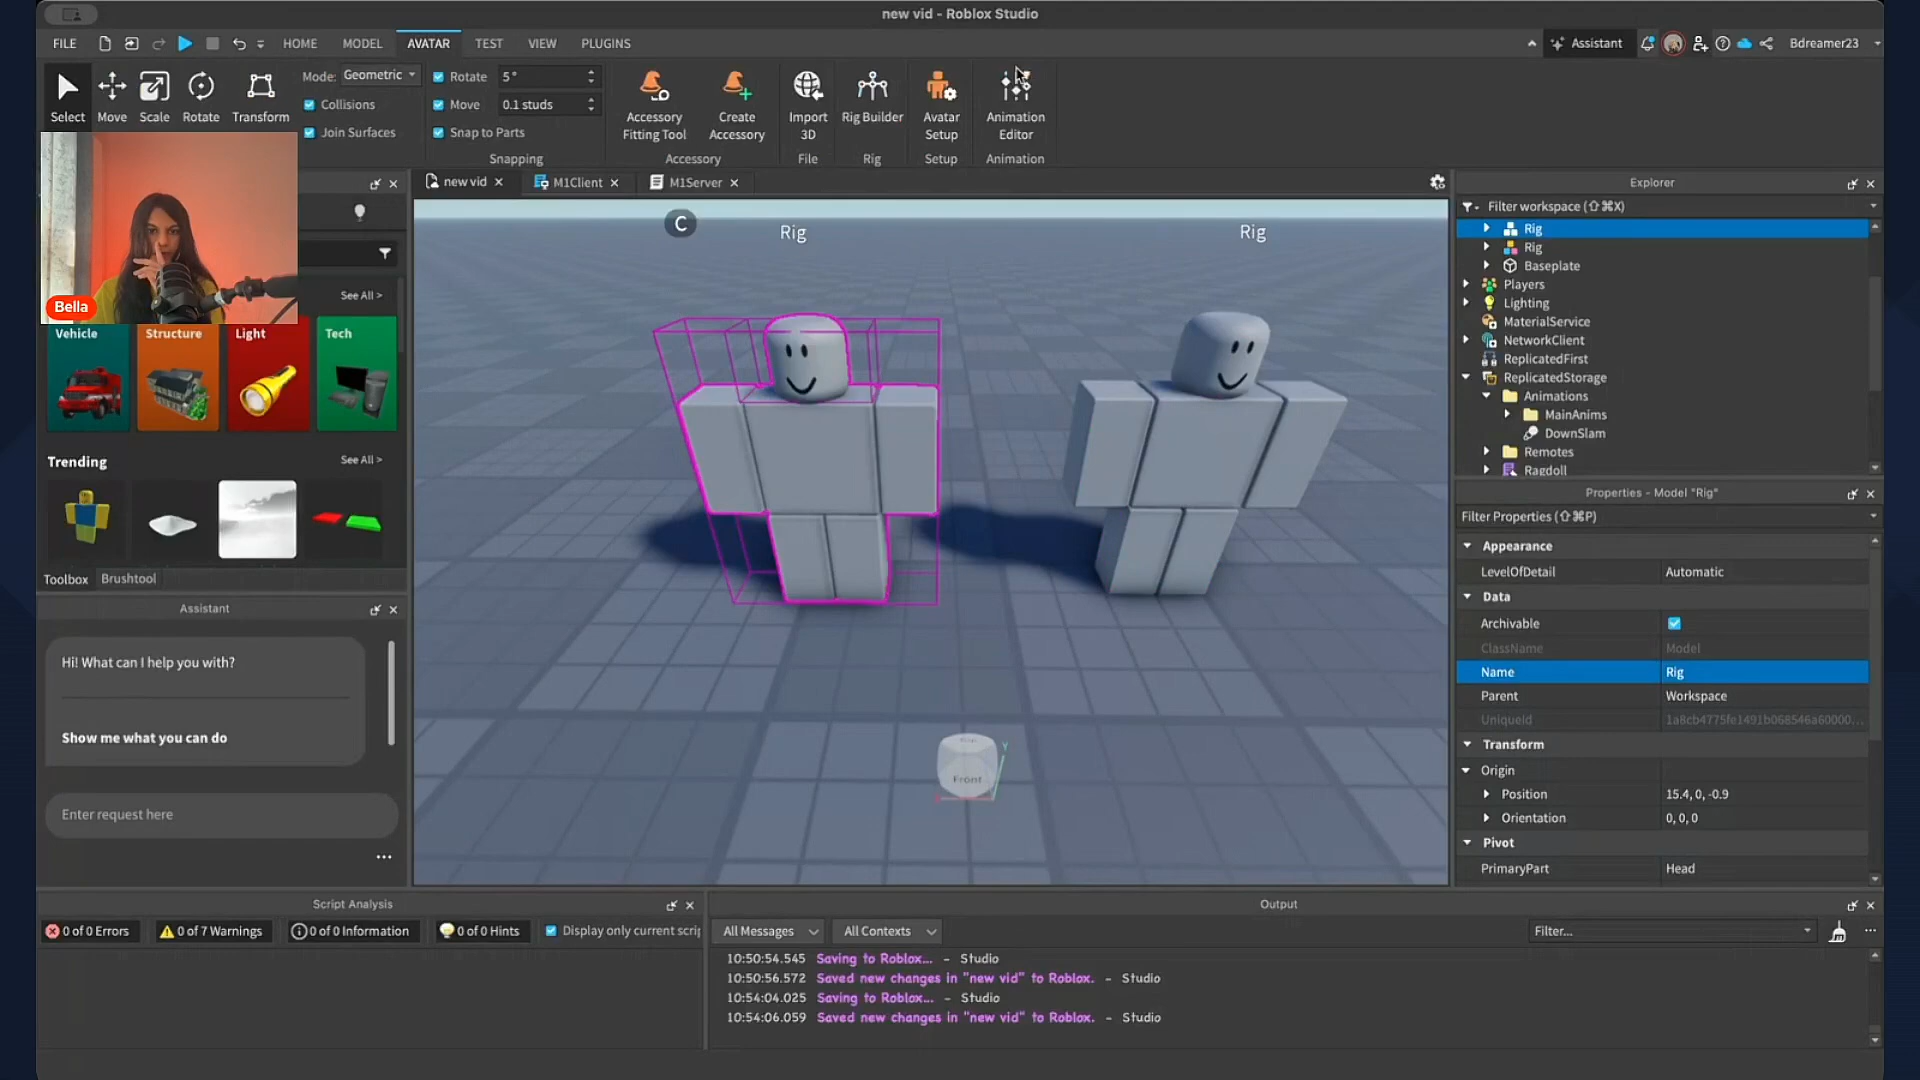 new vid - Roblox Studio
FILE HOME MODEL AVATAR TEST VIEW PLUGINS
Assistant Bdreamer23
Select Move Scale Rotate Transform
Mode: Geometric
Collisions
Join Surfaces
Rotate 5°
Move 0.1 studs
Snap to Parts
Snapping
Accessory Fitting Tool
Create Accessory
Accessory
Import 3D
File
Rig Builder
Rig
Avatar Setup
Setup
Animation Editor
Animation
Bella
See All >
Vehicle Structure Light Tech
Trending See All >
Toolbox Brushtool
Assistant
Hi! What can I help you with?
Show me what you can do
Enter request here
new vid M1Client M1Server
C Rig Rig
Front
Explorer
Filter workspace (⇧⌘X)
Rig
Rig
Baseplate
Players
Lighting
MaterialService
NetworkClient
ReplicatedFirst
ReplicatedStorage
Animations
MainAnims
DownSlam
Remotes
Ragdoll
Properties - Model "Rig"
Filter Properties (⇧⌘P)
Appearance
LevelOfDetail Automatic
Data
Archivable
ClassName Model
Name Rig
Parent Workspace
UniqueId 1a8cb4775fe1491b068546a60000...
Transform
Origin
Position 15.4, 0, -0.9
Orientation 0, 0, 0
Pivot
PrimaryPart Head
Script Analysis
0 of 0 Errors 0 of 7 Warnings 0 of 0 Information 0 of 0 Hints Display only current scrip
Output
All Messages All Contexts Filter...
10:50:54.545 Saving to Roblox... - Studio
10:50:56.572 Saved new changes in "new vid" to Roblox. - Studio
10:54:04.025 Saving to Roblox... - Studio
10:54:06.059 Saved new changes in "new vid" to Roblox. - Studio